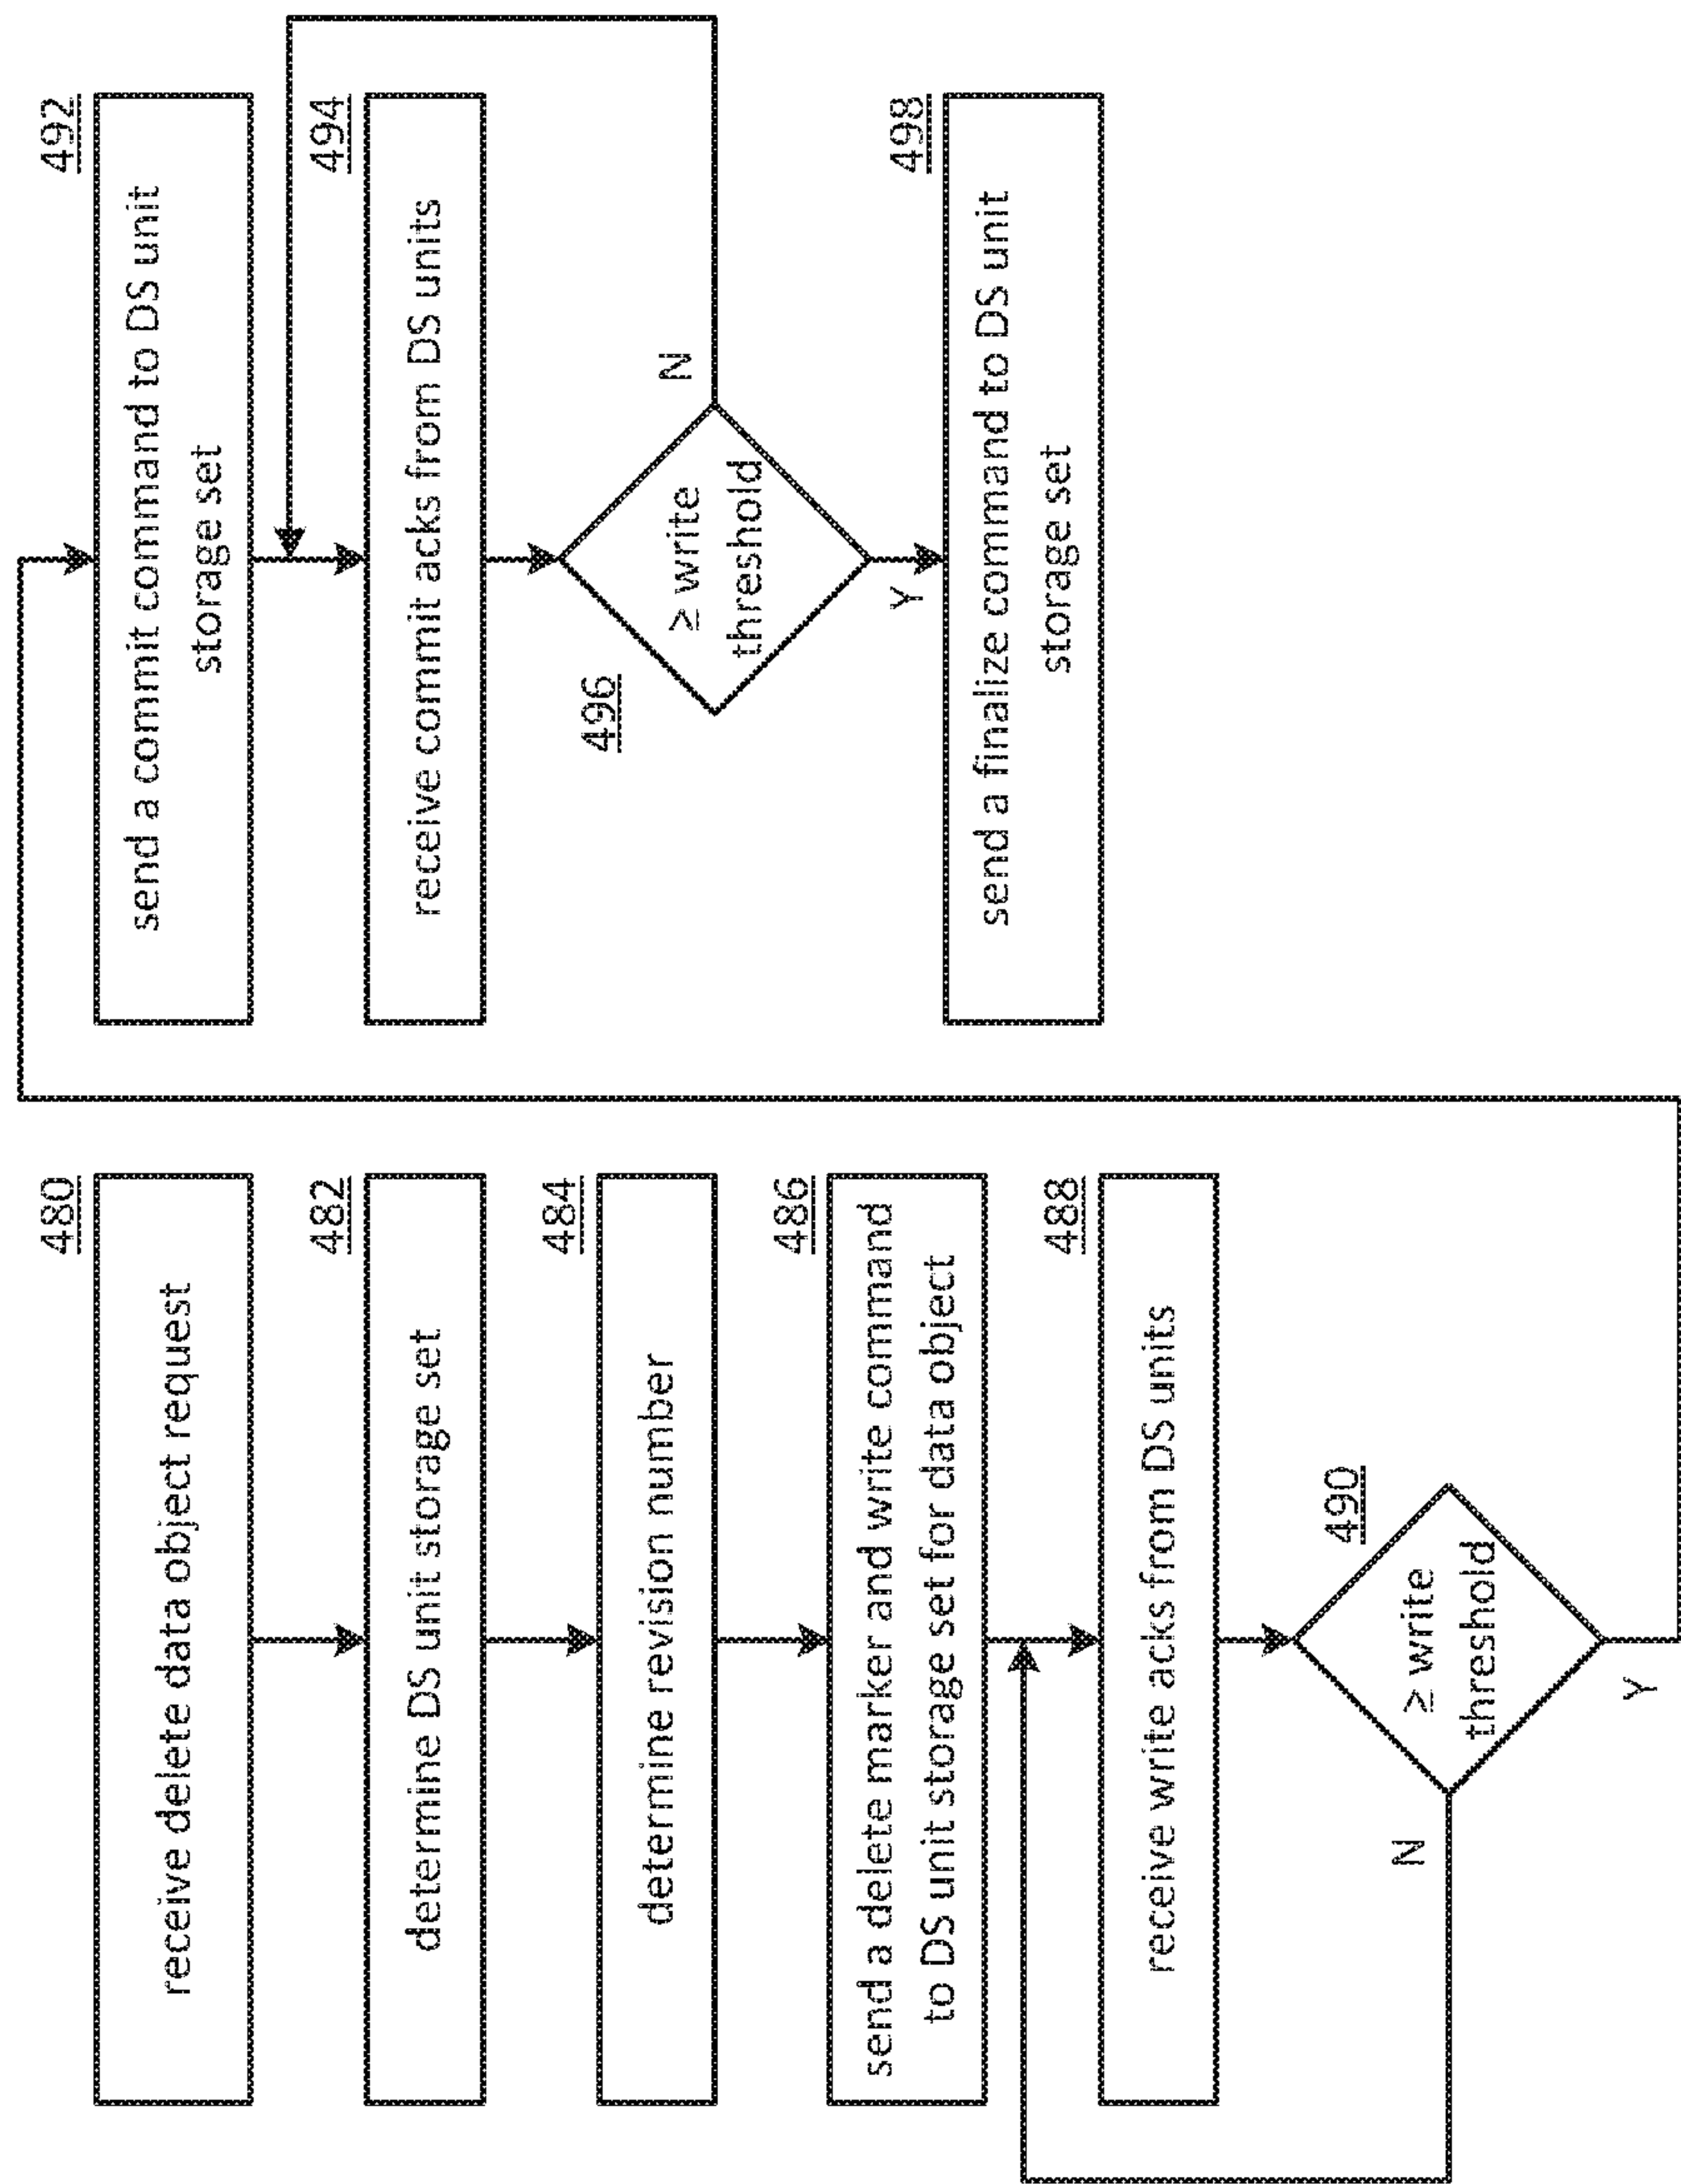 480
receive delete data object request
482
determine DS unit storage set
484
determine revision number
486
send a delete marker and write command
to DS unit storage set for data object
488
receive write acks from DS units
490
≥ write
threshold
N
Y
492
send a commit command to DS unit
storage set
494
receive commit acks from DS units
496
≥ write
threshold
N
Y
498
send a finalize command to DS unit
storage set